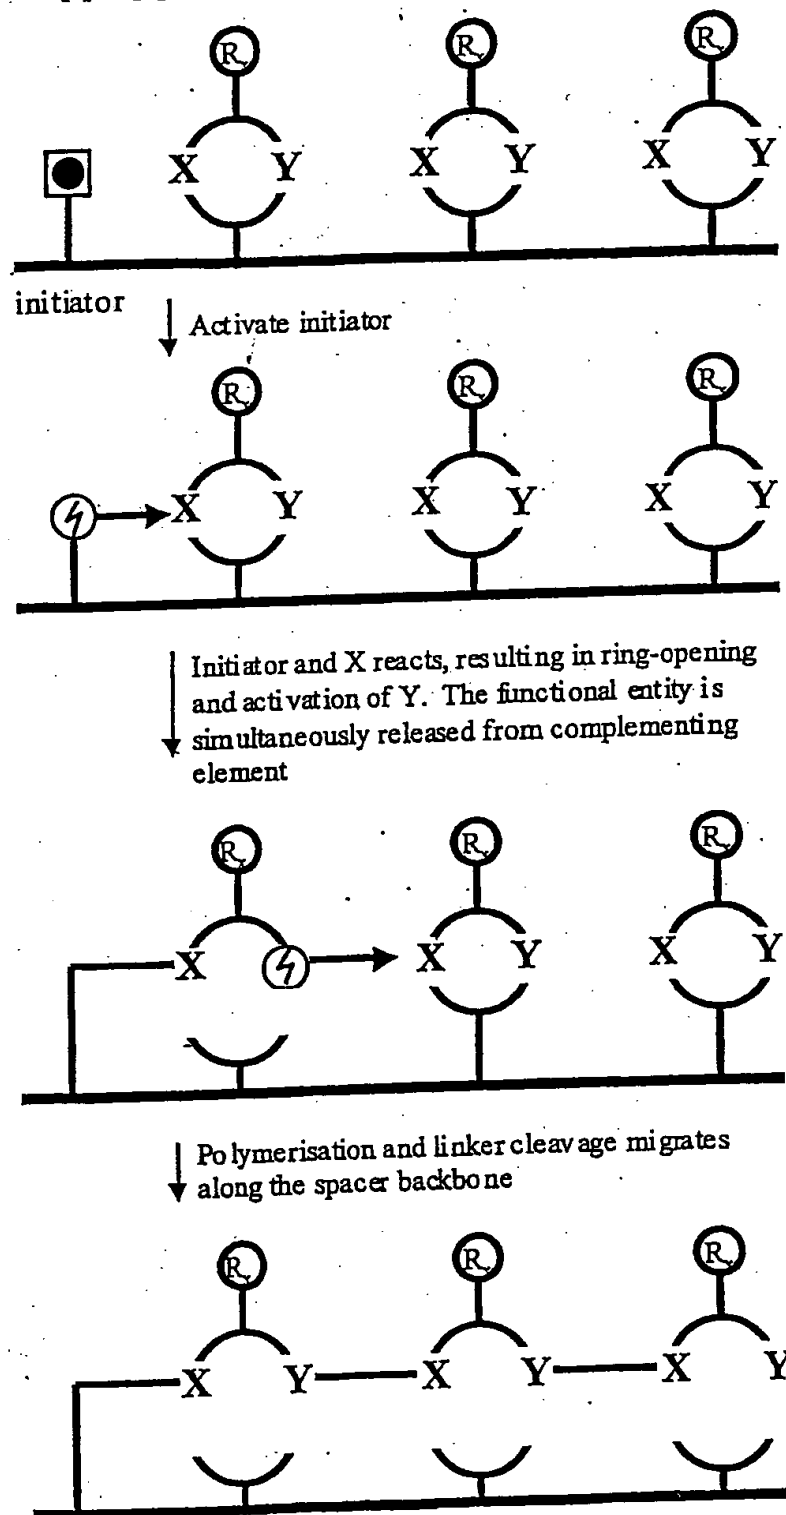 R R R
X Y X Y X Y
initiator
Activate initiator
R R R
X Y X Y X Y
Initiator and X reacts, resulting in ring-opening
and activation of Y. The functional entity is
simultaneously released from complementing
element
R R R
X X Y X Y
Polymerisation and linker cleavage migrates
along the spacer backbone
R R R
X Y X Y X Y